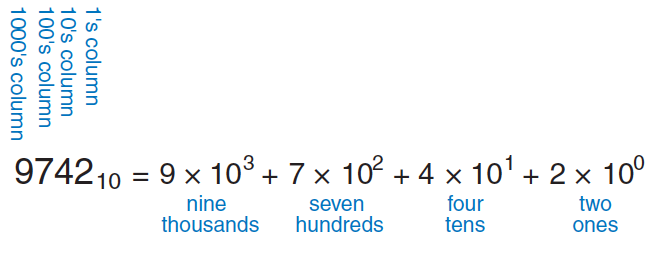 1's column
10's column
100's column
1000's column
9742₁₀ = 9 × 10³ + 7 × 10² + 4 × 10¹ + 2 × 10⁰
nine thousands
seven hundreds
four tens
two ones